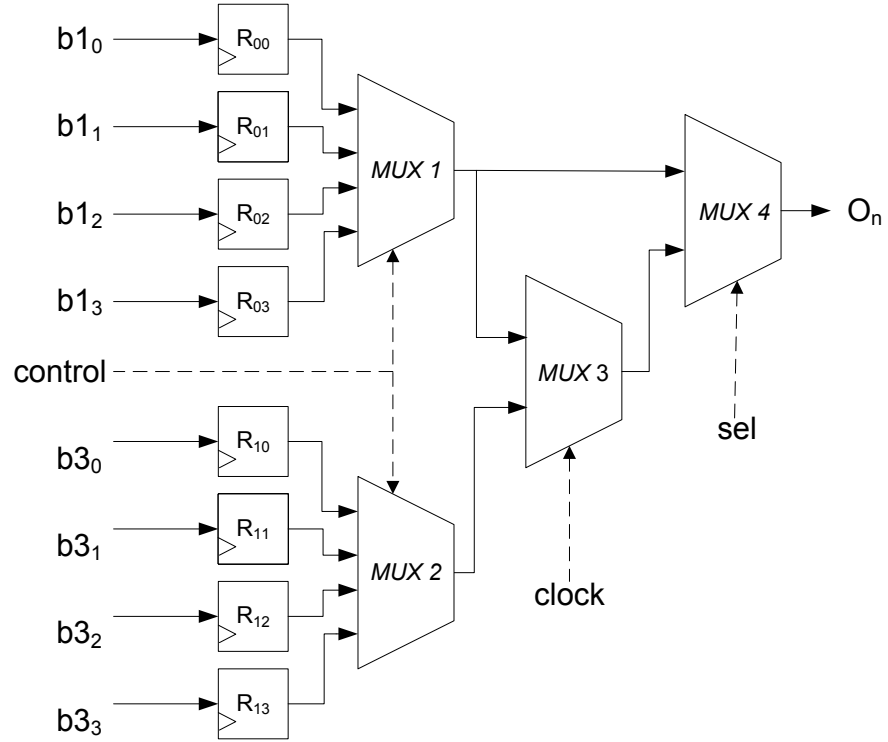 b1₀
R₀₀
b1₁
R₀₁
MUX 1
b1₂
R₀₂
MUX 4
Oₙ
b1₃
R₀₃
control
MUX 3
sel
b3₀
R₁₀
b3₁
R₁₁
MUX 2
clock
b3₂
R₁₂
b3₃
R₁₃